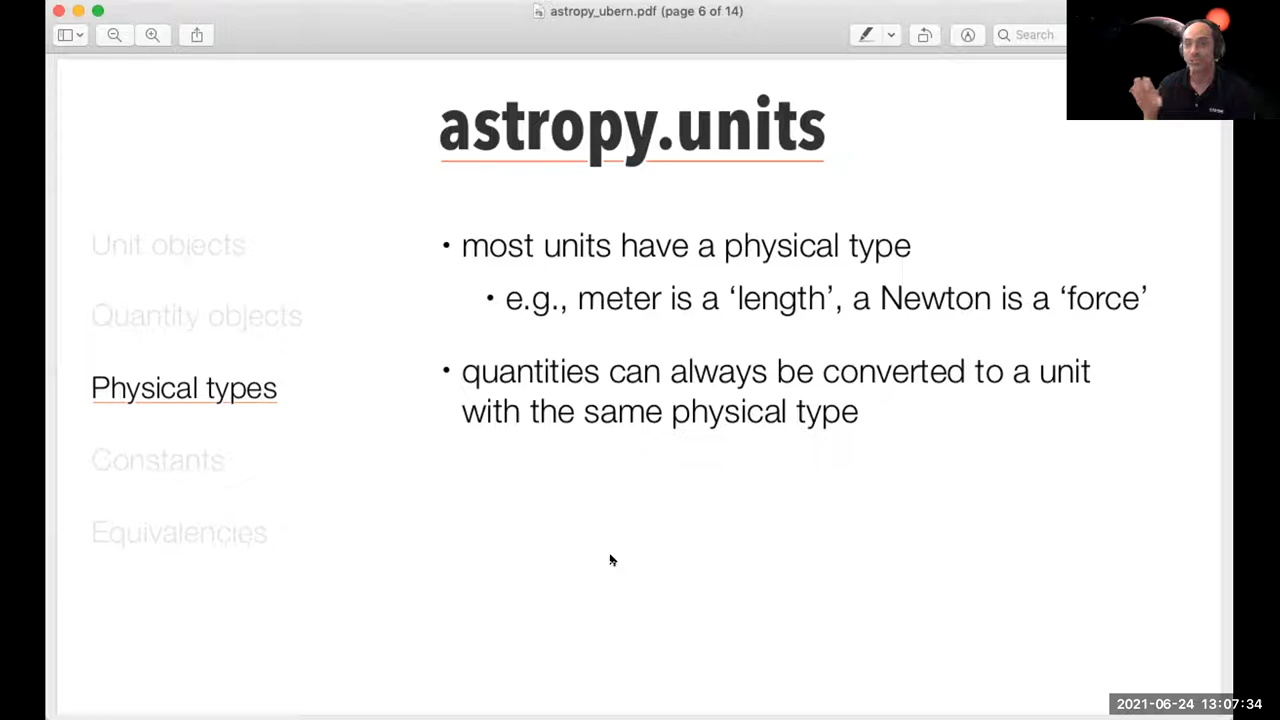 astropy_ubern.pdf (page 6 of 14)
Search
astropy.units
Unit objects
Quantity objects
Physical types
Constants
Equivalencies
• most units have a physical type
• e.g., meter is a ‘length’, a Newton is a ‘force’
• quantities can always be converted to a unit
with the same physical type
2021-06-24 13:07:34